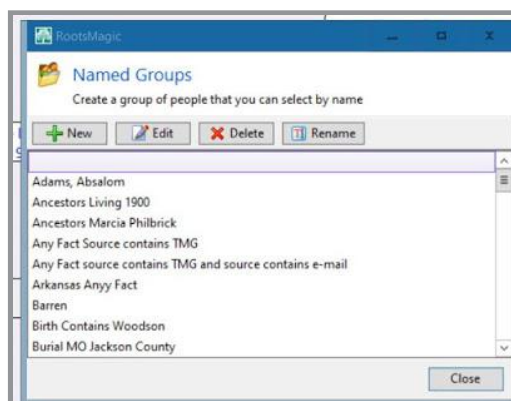 RootsMagic
Named Groups
Create a group of people that you can select by name
New Edit Delete Rename
Adams, Absalom
Ancestors Living 1900
Ancestors Marcia Philbrick
Any Fact Source contains TMG
Any Fact source contains TMG and source contains e-mail
Arkansas Anyy Fact
Barren
Birth Contains Woodson
Burial MO Jackson County
Close